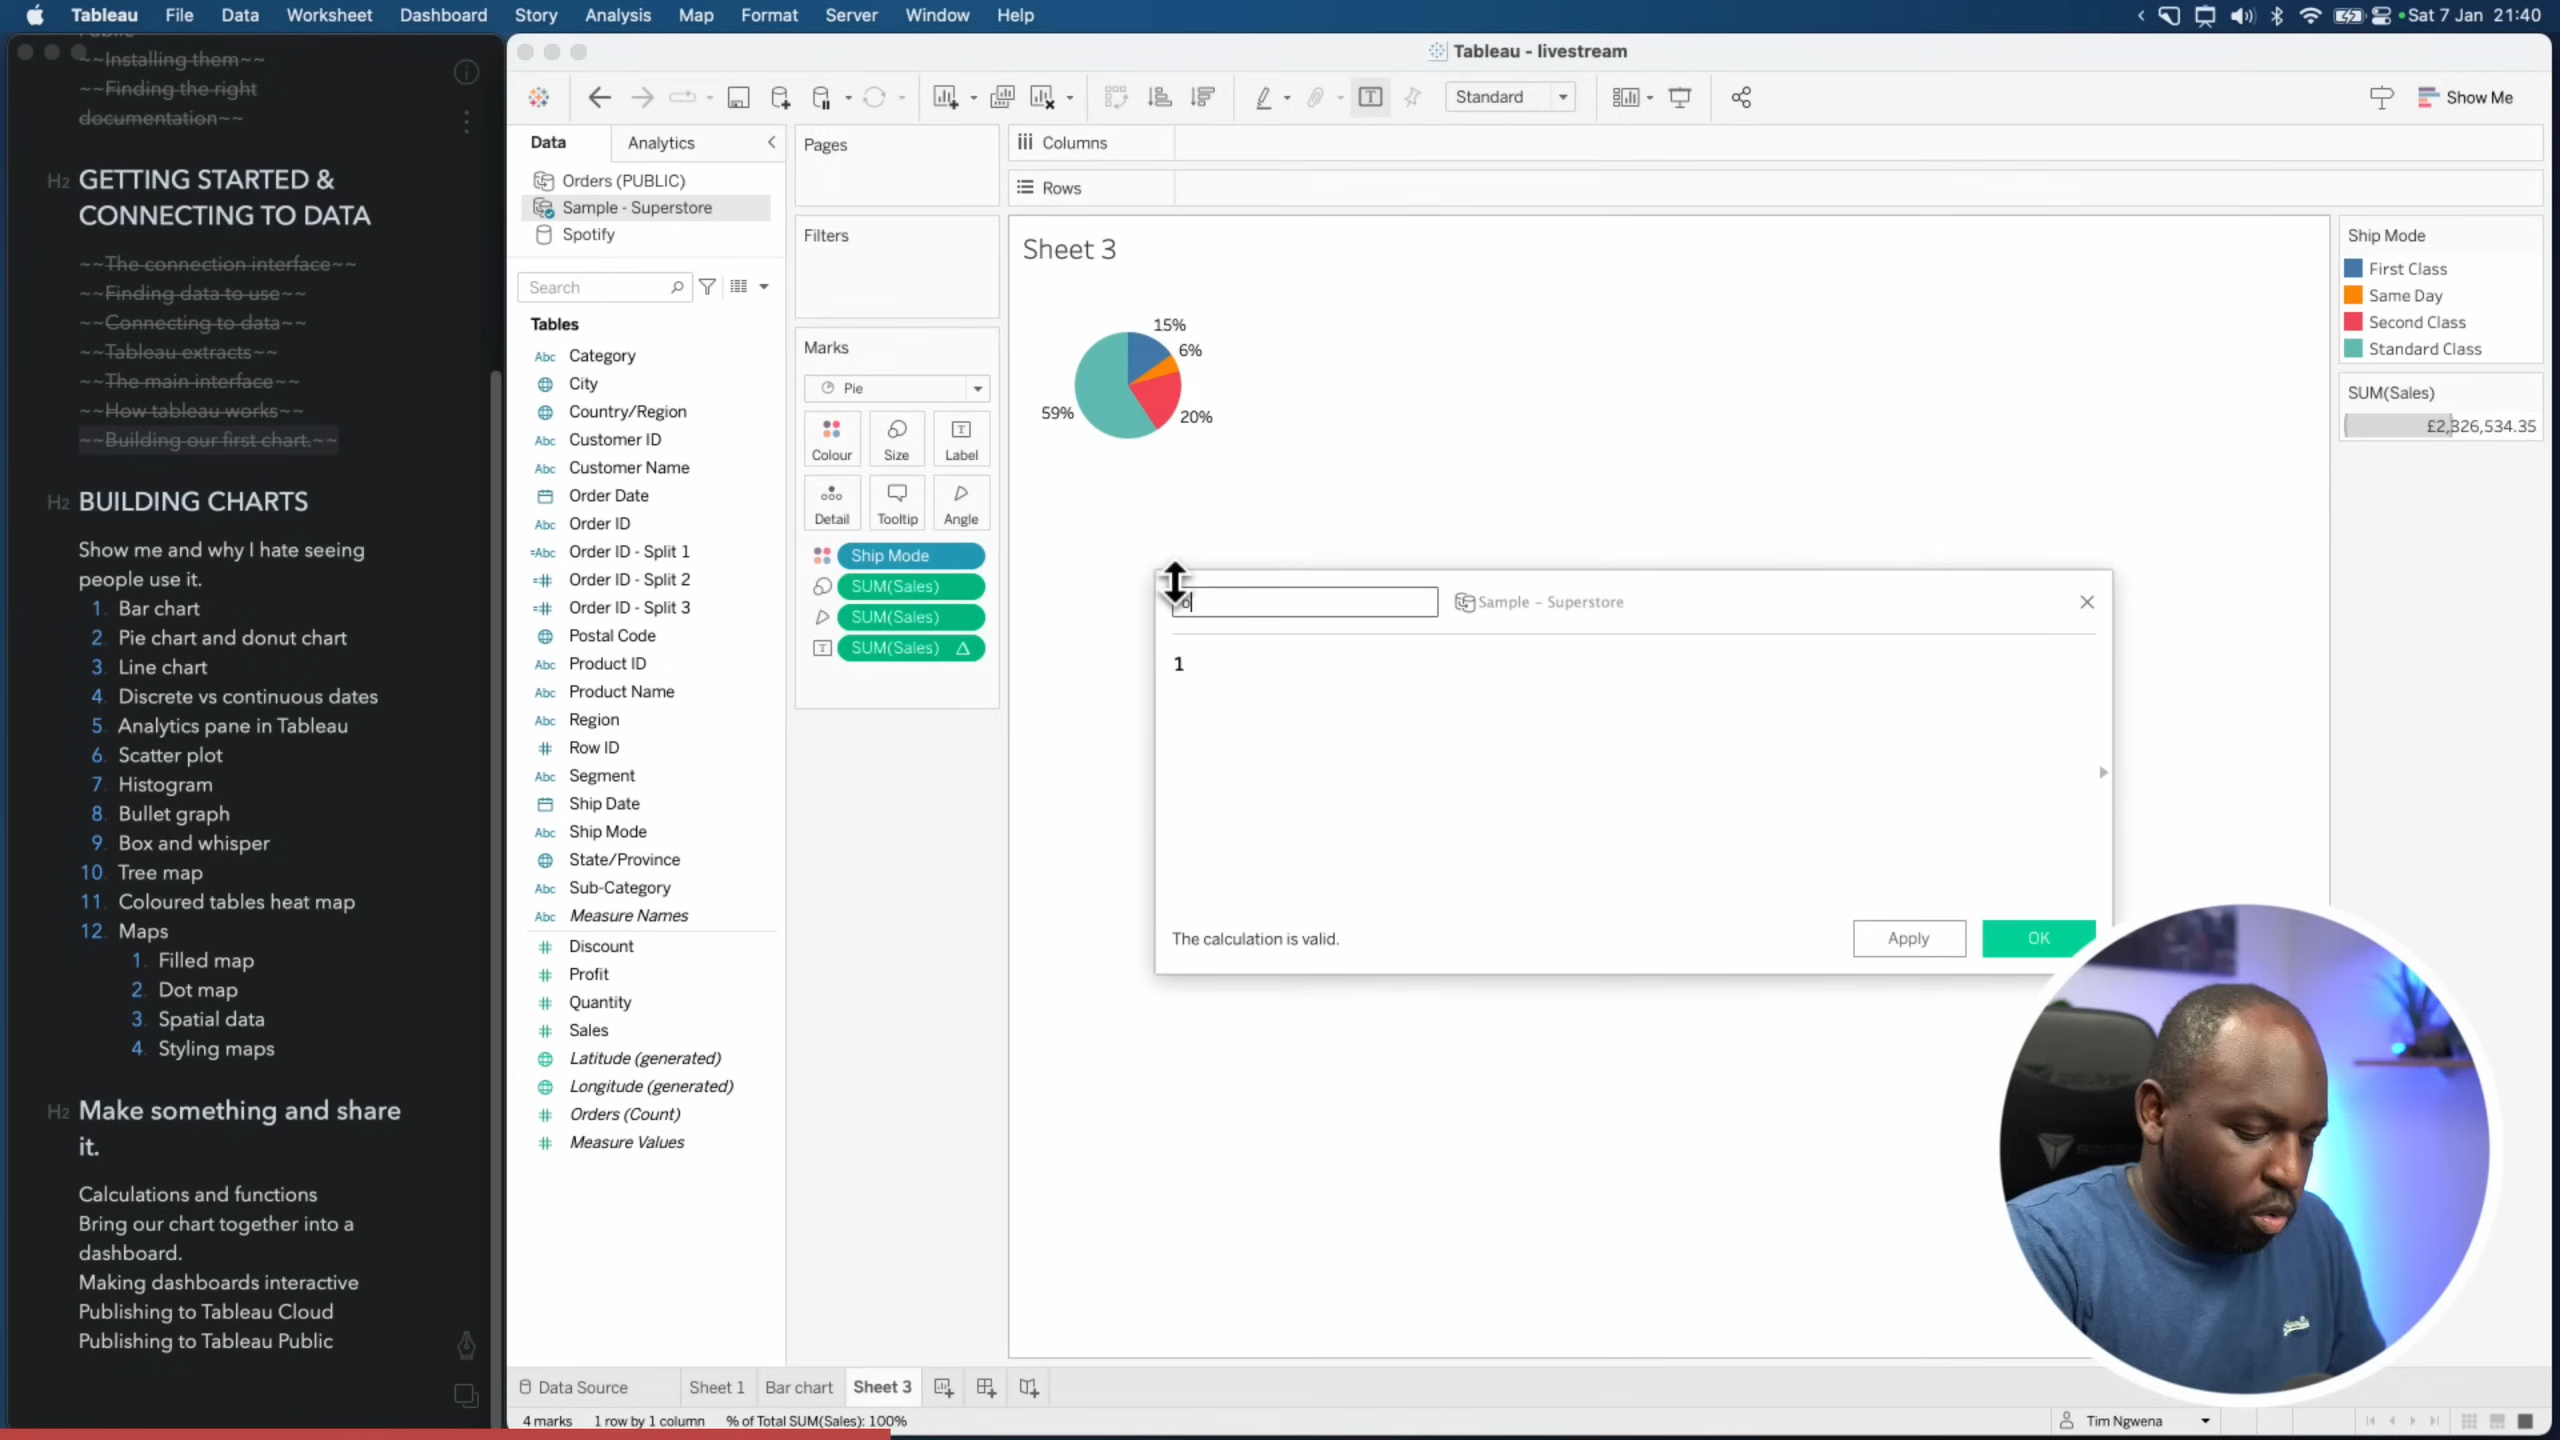 Tableau File Data Worksheet Dashboard Story Analysis Map Format Server Window Help
Sat 7 Jan 21:40
~~Installing them~~
~~Finding the right
documentation~~
H2 GETTING STARTED &
CONNECTING TO DATA
~~The connection interface~~
~~Finding data to use~~
~~Connecting to data~~
~~Tableau extracts~~
~~The main interface~~
~~How tableau works~~
~~Building our first chart.~~
H2 BUILDING CHARTS
Show me and why I hate seeing
people use it.
1. Bar chart
2. Pie chart and donut chart
3. Line chart
4. Discrete vs continuous dates
5. Analytics pane in Tableau
6. Scatter plot
7. Histogram
8. Bullet graph
9. Box and whisper
10. Tree map
11. Coloured tables heat map
12. Maps
1. Filled map
2. Dot map
3. Spatial data
4. Styling maps
H2 Make something and share
it.
Calculations and functions
Bring our chart together into a
dashboard.
Making dashboards interactive
Publishing to Tableau Cloud
Publishing to Tableau Public
Tableau - livestream
Standard
Show Me
Data Analytics
Orders (PUBLIC)
Sample - Superstore
Spotify
Search
Tables
Abc Category
City
Country/Region
Abc Customer ID
Abc Customer Name
Order Date
Abc Order ID
=Abc Order ID - Split 1
=# Order ID - Split 2
=# Order ID - Split 3
Postal Code
Abc Product ID
Abc Product Name
Abc Region
# Row ID
Abc Segment
Ship Date
Abc Ship Mode
State/Province
Abc Sub-Category
Abc Measure Names
# Discount
# Profit
# Quantity
# Sales
Latitude (generated)
Longitude (generated)
# Orders (Count)
# Measure Values
Pages
Filters
Marks
Pie
Colour Size Label
Detail Tooltip Angle
Ship Mode
SUM(Sales)
SUM(Sales)
SUM(Sales) △
Columns
Rows
Sheet 3
15%
6%
20%
59%
Sample – Superstore
1
The calculation is valid.
Apply OK
Ship Mode
First Class
Same Day
Second Class
Standard Class
SUM(Sales)
£2,326,534.35
Data Source Sheet 1 Bar chart Sheet 3
4 marks 1 row by 1 column % of Total SUM(Sales): 100%
Tim Ngwena